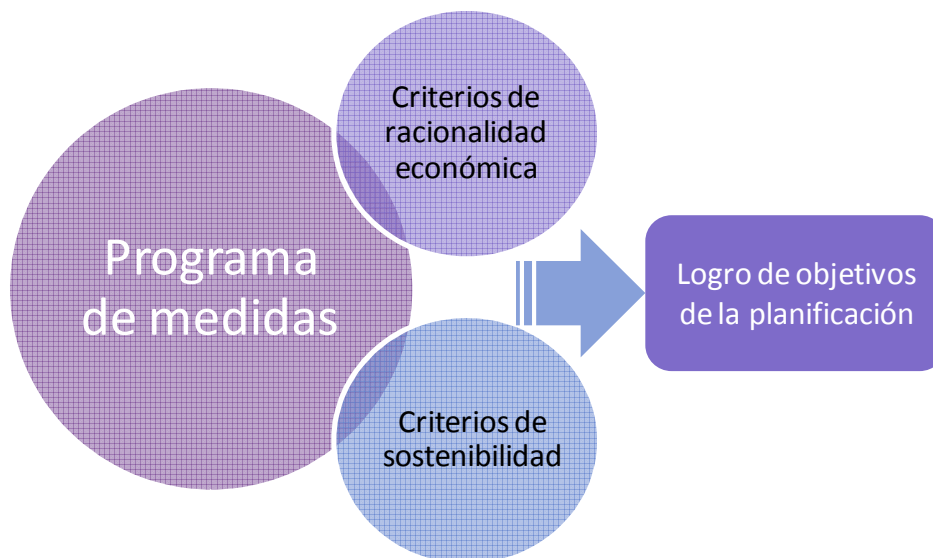 Criterios de
racionalidad
económica
Programa
de medidas
Logro de objetivos
de la planificación
Criterios de
sostenibilidad